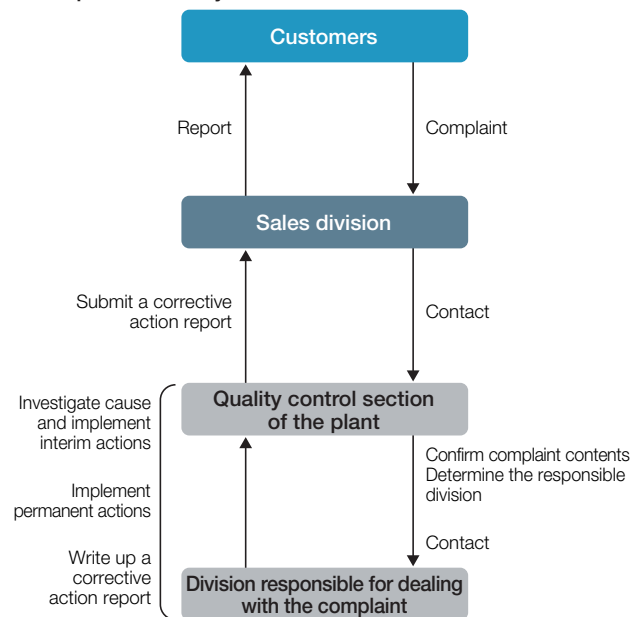 Customers
Report
Complaint
Sales division
Submit a corrective
action report
Contact
Quality control section
of the plant
Investigate cause
and implement
interim actions
Confirm complaint contents
Determine the responsible
division
Implement
permanent actions
Contact
Write up a
corrective
action report
Division responsible for dealing
with the complaint